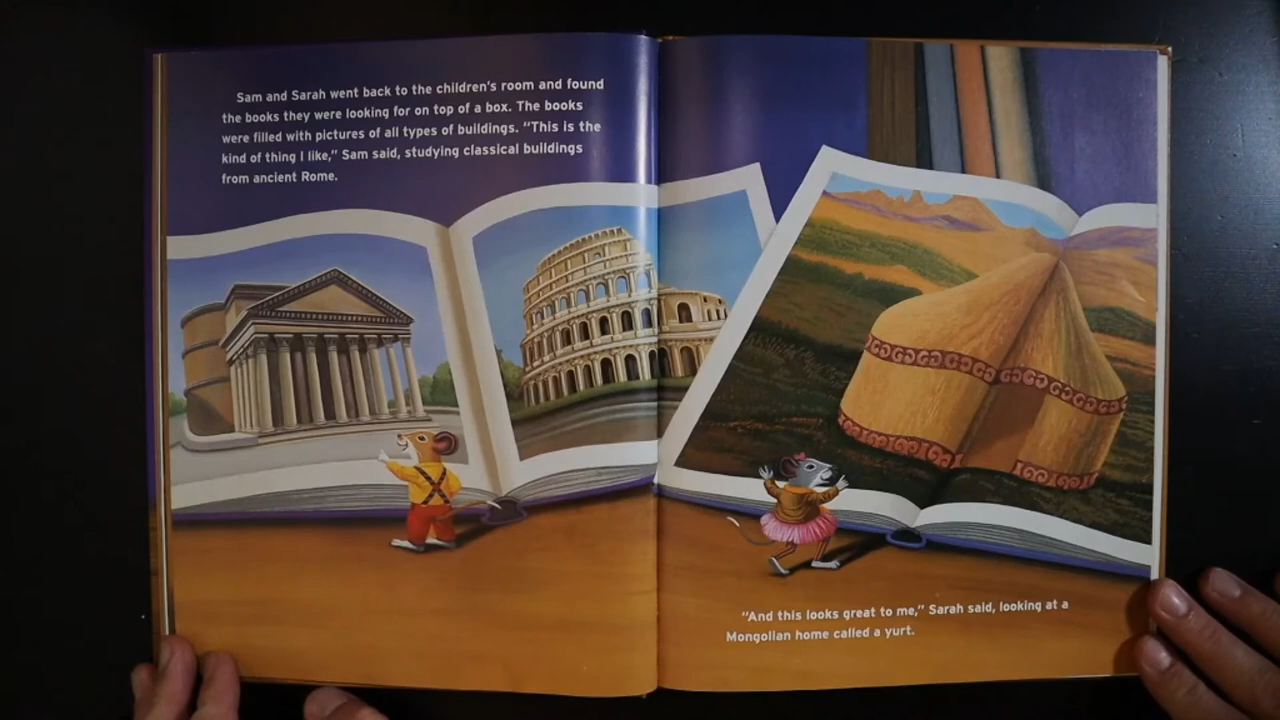 Sam and Sarah went back to the children's room and found
the books they were looking for on top of a box. The books
were filled with pictures of all types of buildings. "This is the
kind of thing I like," Sam said, studying classical buildings
from ancient Rome.
"And this looks great to me," Sarah said, looking at a
Mongolian home called a yurt.